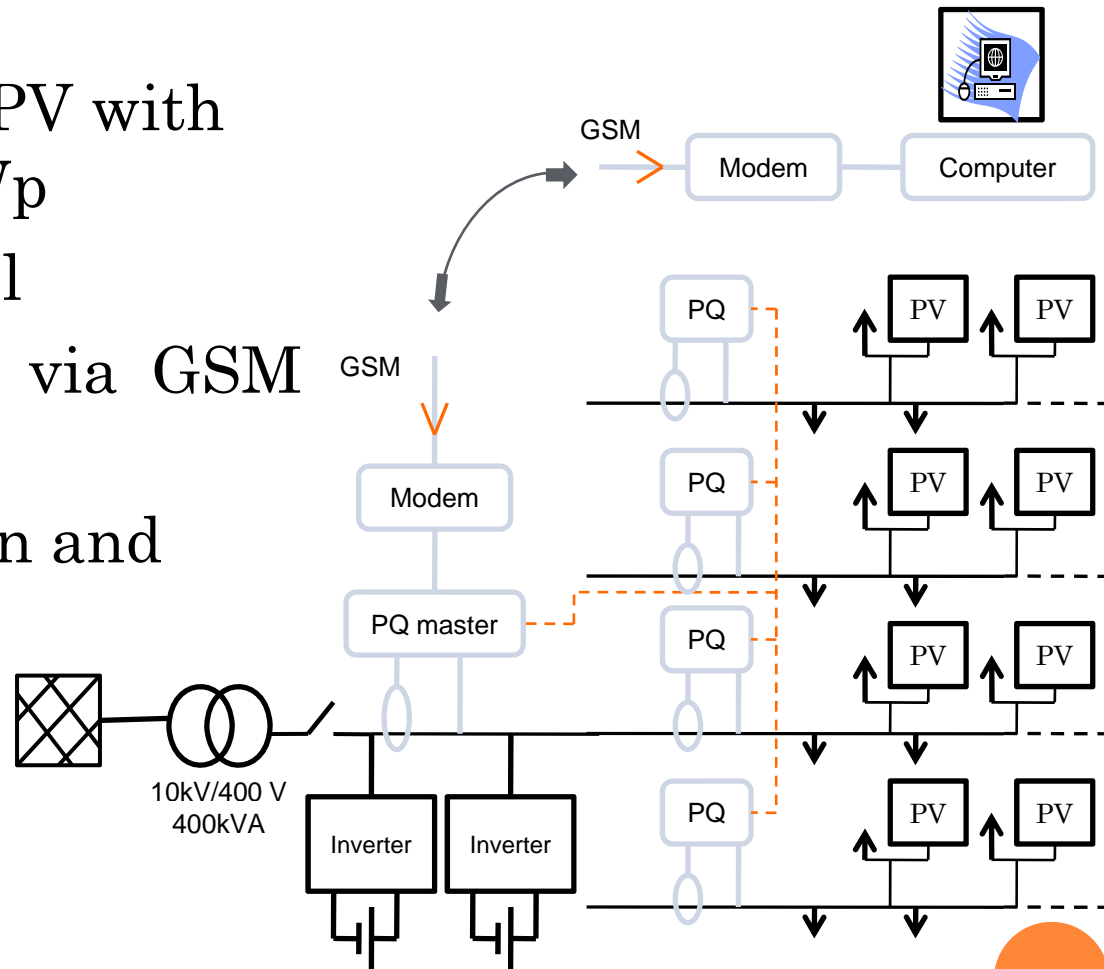 PV with
Wp
l
via GSM
n and
GSM
Modem
Computer
GSM
Modem
PQ master
10kV/400 V
400kVA
Inverter
Inverter
PQ
PV
PV
PQ
PV
PV
PQ
PV
PV
PQ
PV
PV